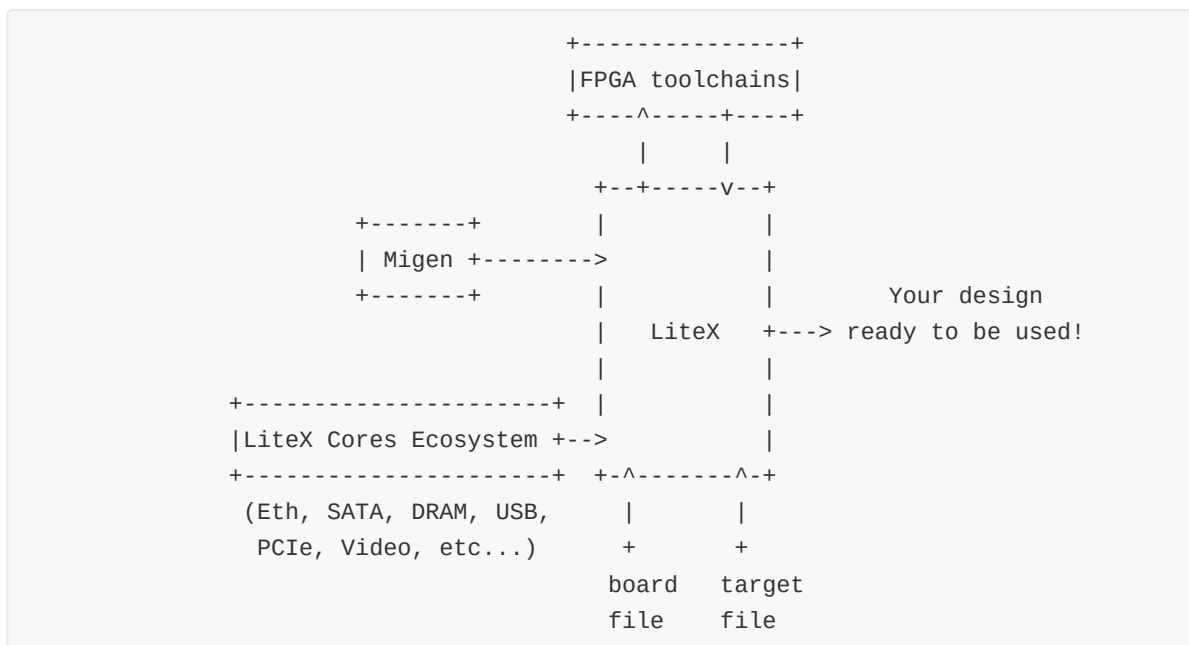 +---------------+
|FPGA toolchains|
+----^-----+----+
|     |
+--+-----v--+
+-------+        |           |
| Migen +-------->           |
+-------+        |           |        Your design
|   LiteX   +---> ready to be used!
|           |
+----------------------+  |           |
|LiteX Cores Ecosystem +-->           |
+----------------------+  +-^-------^-+
(Eth, SATA, DRAM, USB,     |       |
PCIe, Video, etc...)      +       +
board   target
file    file